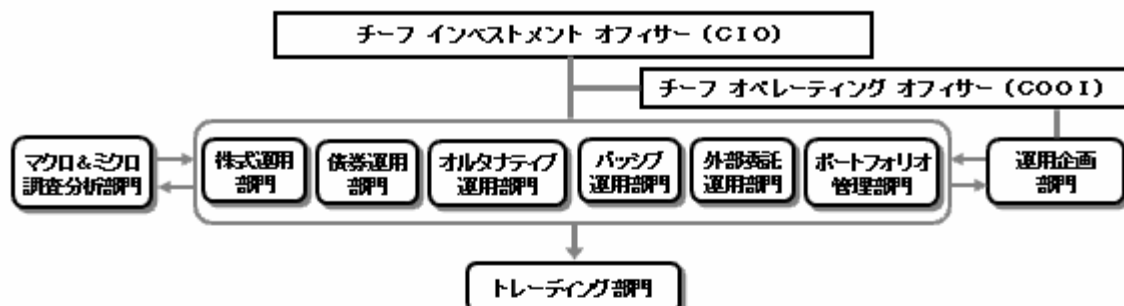 チーフ インベストメント オフィサー (CIO)
チーフ オペレーティング オフィサー (COOI)
マクロ&ミクロ
調査分析部門
株式運用
部門
債券運用
部門
オルタナティブ
運用部門
パッシブ
運用部門
外部委託
運用部門
ポートフォリオ
管理部門
運用企画
部門
トレーディング部門